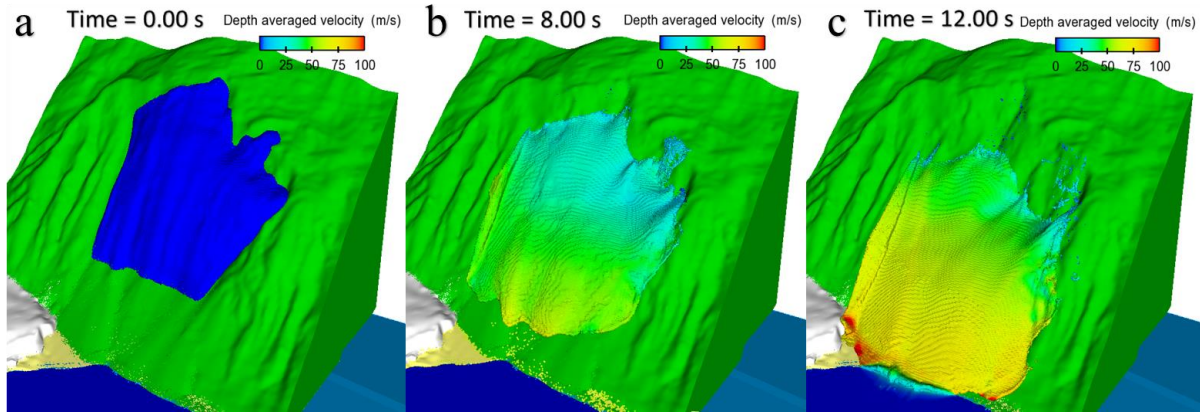 a Time = 0.00 s
Depth averaged velocity (m/s)
0 25 50 75 100
b Time = 8.00 s
Depth averaged velocity (m/s)
0 25 50 75 100
c Time = 12.00 s
Depth averaged velocity (m/s)
0 25 50 75 100